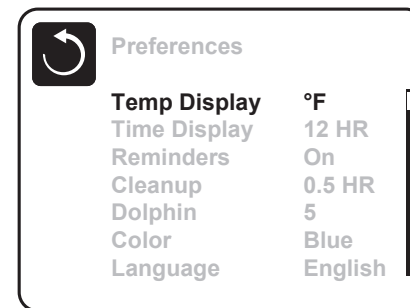 Preferences
Temp Display °F
Time Display 12 HR
Reminders On
Cleanup 0.5 HR
Dolphin 5
Color Blue
Language English